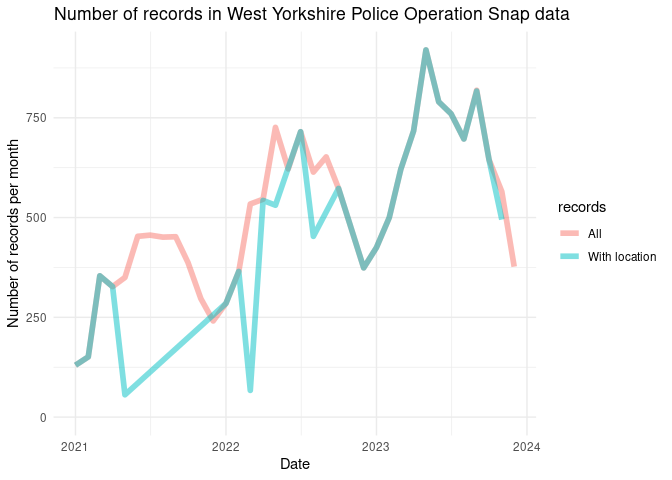 Number of records in West Yorkshire Police Operation Snap data
Number of records per month
750
500
250
0
2021
2022
2023
2024
Date
records
All
With location